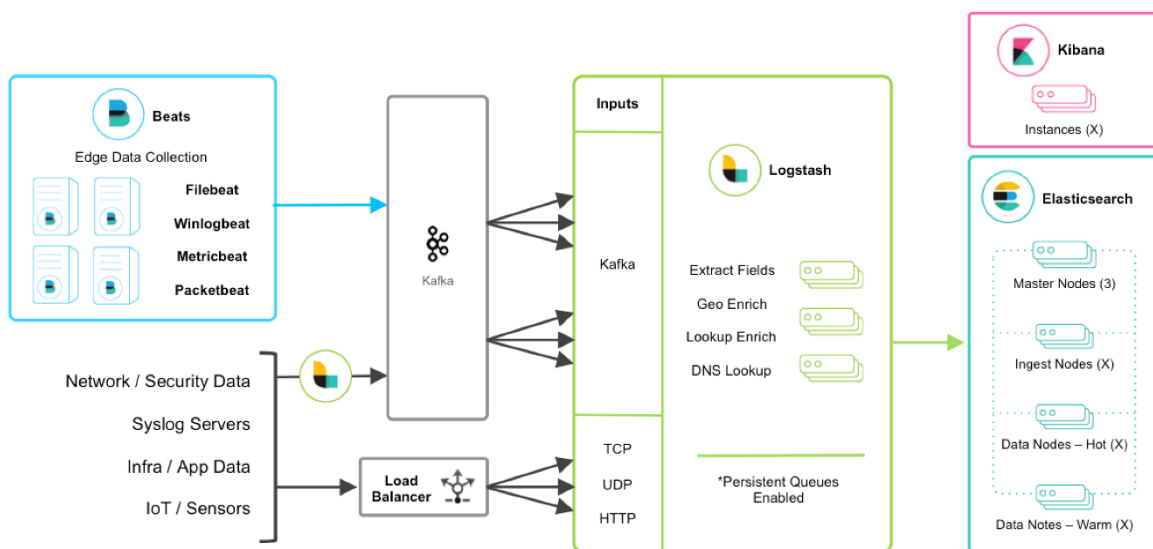 Beats
Edge Data Collection
Filebeat
Winlogbeat
Metricbeat
Packetbeat
Network / Security Data
Syslog Servers
Infra / App Data
IoT / Sensors
Kafka
Load
Balancer
Inputs
Kafka
TCP
UDP
HTTP
Logstash
Extract Fields
Geo Enrich
Lookup Enrich
DNS Lookup
*Persistent Queues
Enabled
Kibana
Instances (X)
Elasticsearch
Master Nodes (3)
Ingest Nodes (X)
Data Nodes – Hot (X)
Data Notes – Warm (X)